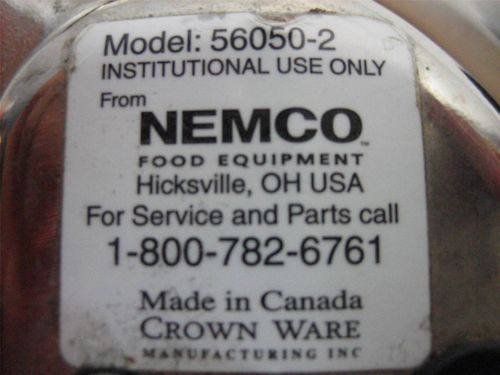 Model: 56050-2
INSTITUTIONAL USE ONLY
From
NEMCO™
FOOD EQUIPMENT
Hicksville, OH USA
For Service and Parts call
1-800-782-6761
Made in Canada
CROWN WARE
MANUFACTURING INC